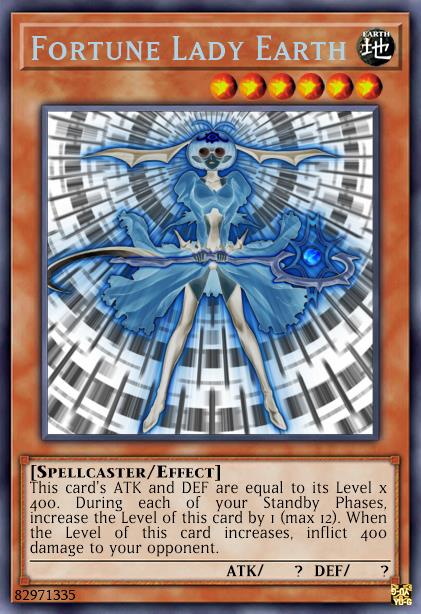 Fortune Lady Earth
EARTH
地
[Spellcaster/Effect]
This card's ATK and DEF are equal to its Level x
400. During each of your Standby Phases,
increase the Level of this card by 1 (max 12). When
the Level of this card increases, inflict 400
damage to your opponent.
ATK/ ? DEF/ ?
82971335